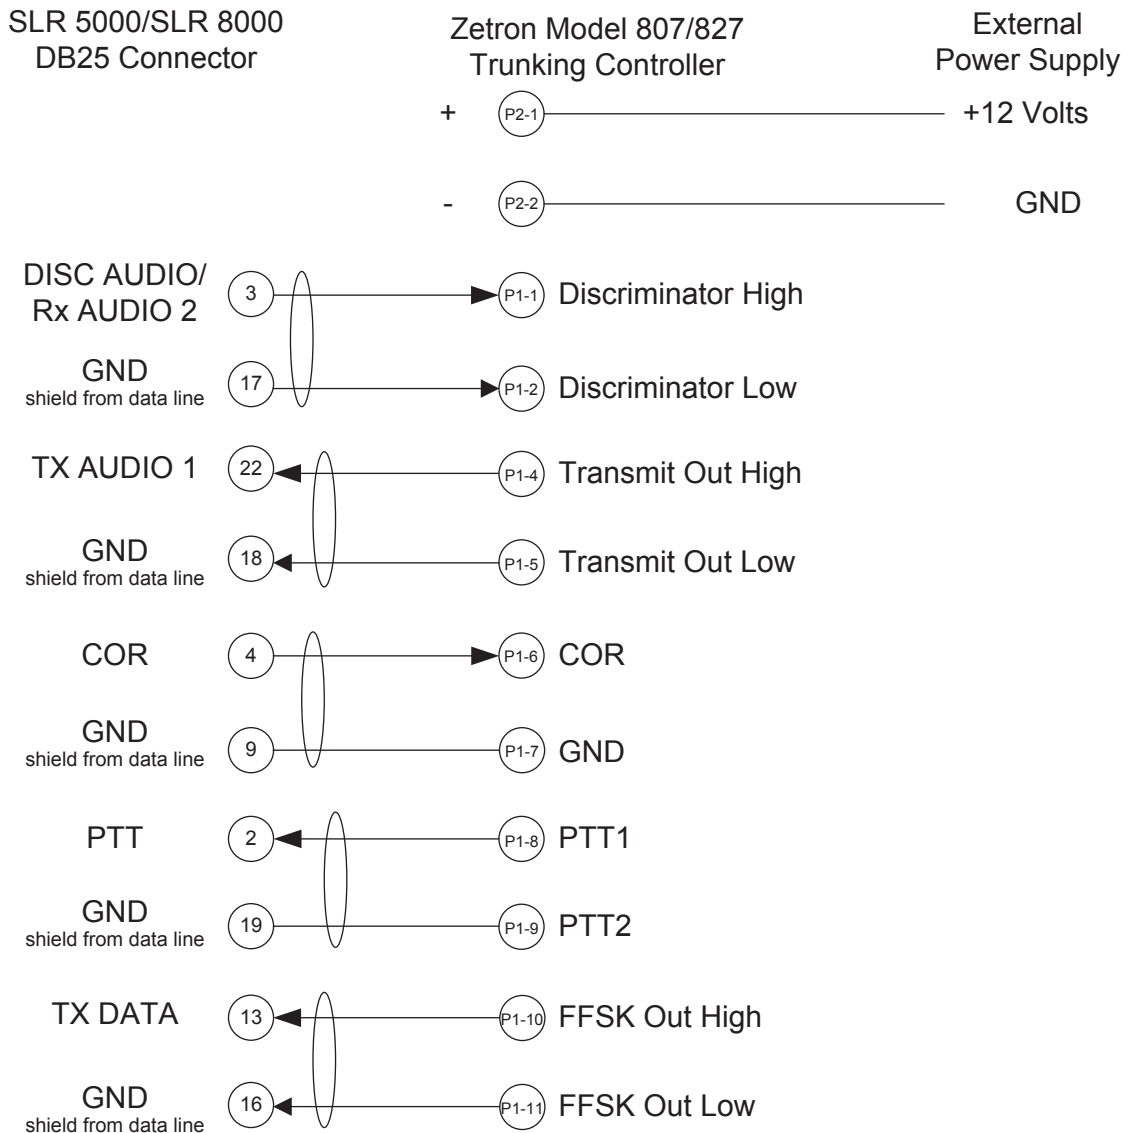 SLR 5000/SLR 8000
DB25 Connector
Zetron Model 807/827
Trunking Controller
External
Power Supply
+ P2-1 +12 Volts
- P2-2 GND
DISC AUDIO/
Rx AUDIO 2
3 P1-1 Discriminator High
GND
shield from data line
17 P1-2 Discriminator Low
TX AUDIO 1 22 P1-4 Transmit Out High
GND
shield from data line
18 P1-5 Transmit Out Low
COR 4 P1-6 COR
GND
shield from data line
9 P1-7 GND
PTT 2 P1-8 PTT1
GND
shield from data line
19 P1-9 PTT2
TX DATA 13 P1-10 FFSK Out High
GND
shield from data line
16 P1-11 FFSK Out Low